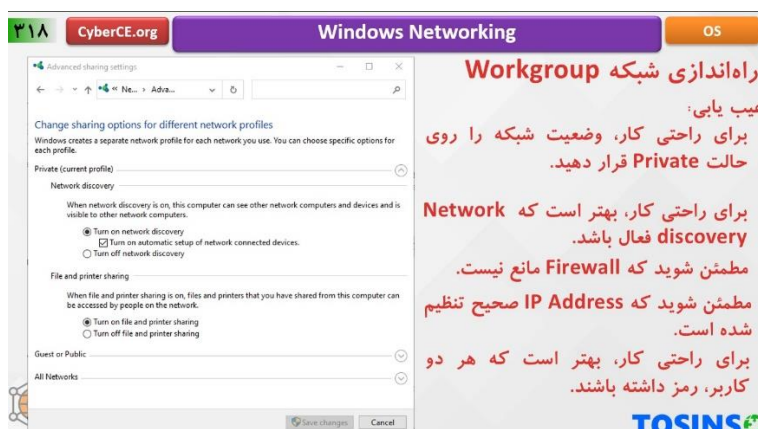 ۳۱۸
CyberCE.org
Windows Networking
OS
Advanced sharing settings
« Ne... › Adva...
Change sharing options for different network profiles
Windows creates a separate network profile for each network you use. You can choose specific options for
each profile.
Private (current profile)
Network discovery
When network discovery is on, this computer can see other network computers and devices and is
visible to other network computers.
Turn on network discovery
Turn on automatic setup of network connected devices.
Turn off network discovery
File and printer sharing
When file and printer sharing is on, files and printers that you have shared from this computer can
be accessed by people on the network.
Turn on file and printer sharing
Turn off file and printer sharing
Guest or Public
All Networks
Save changes
Cancel
راه‌اندازی شبکه Workgroup
عیب یابی:
برای راحتی کار، وضعیت شبکه را روی
حالت Private قرار دهید.
برای راحتی کار، بهتر است که Network
discovery فعال باشد.
مطمئن شوید که Firewall مانع نیست.
مطمئن شوید که IP Address صحیح تنظیم
شده است.
برای راحتی کار، بهتر است که هر دو
کاربر، رمز داشته باشند.
TOSINSO